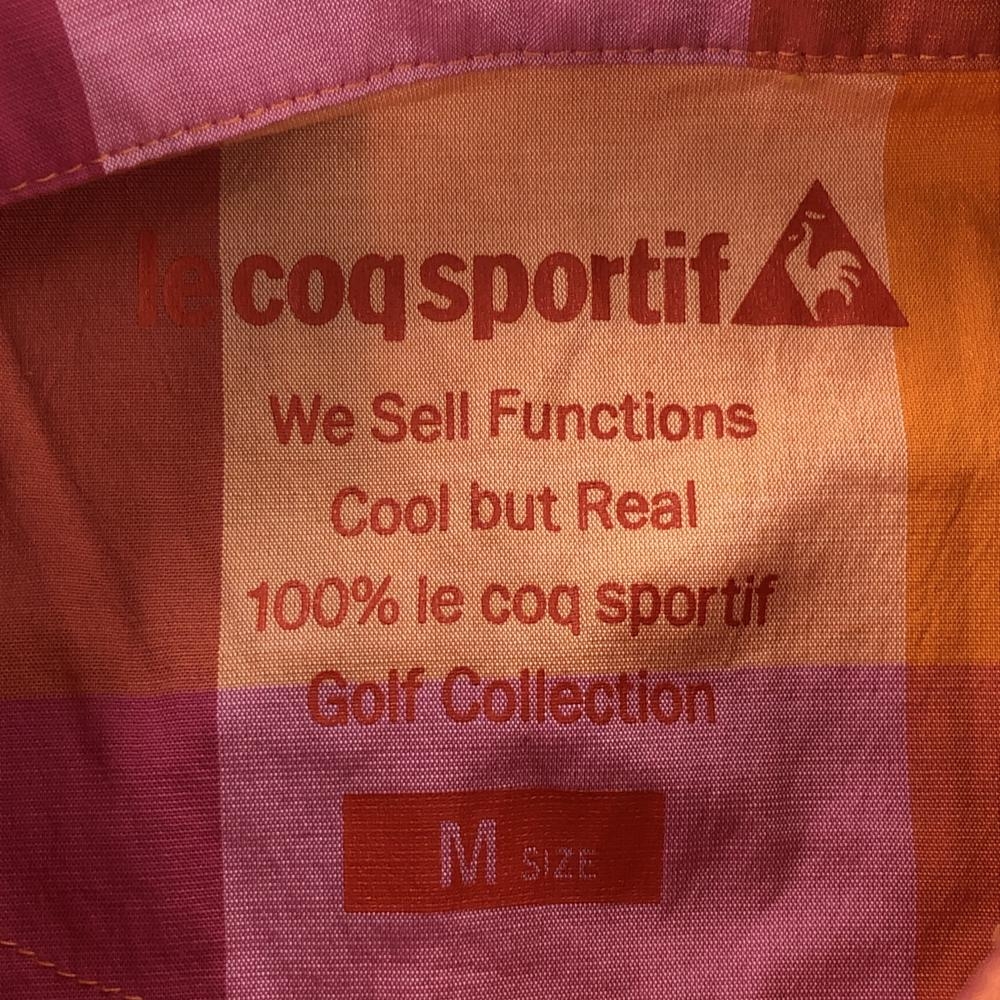 le coq sportif
We Sell Functions
Cool but Real
100% le coq sportif
Golf Collection
M SIZE